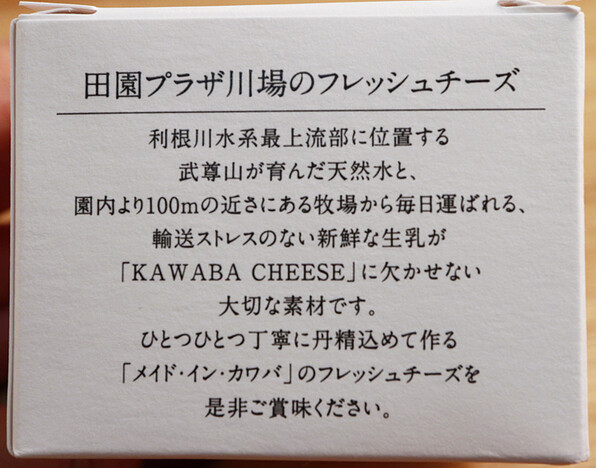 田園プラザ川場のフレッシュチーズ
利根川水系最上流部に位置する
武尊山が育んだ天然水と、
園内より100mの近さにある牧場から毎日運ばれる、
輸送ストレスのない新鮮な生乳が
「KAWABA CHEESE」に欠かせない
大切な素材です。
ひとつひとつ丁寧に丹精込めて作る
「メイド・イン・カワバ」のフレッシュチーズを
是非ご賞味ください。